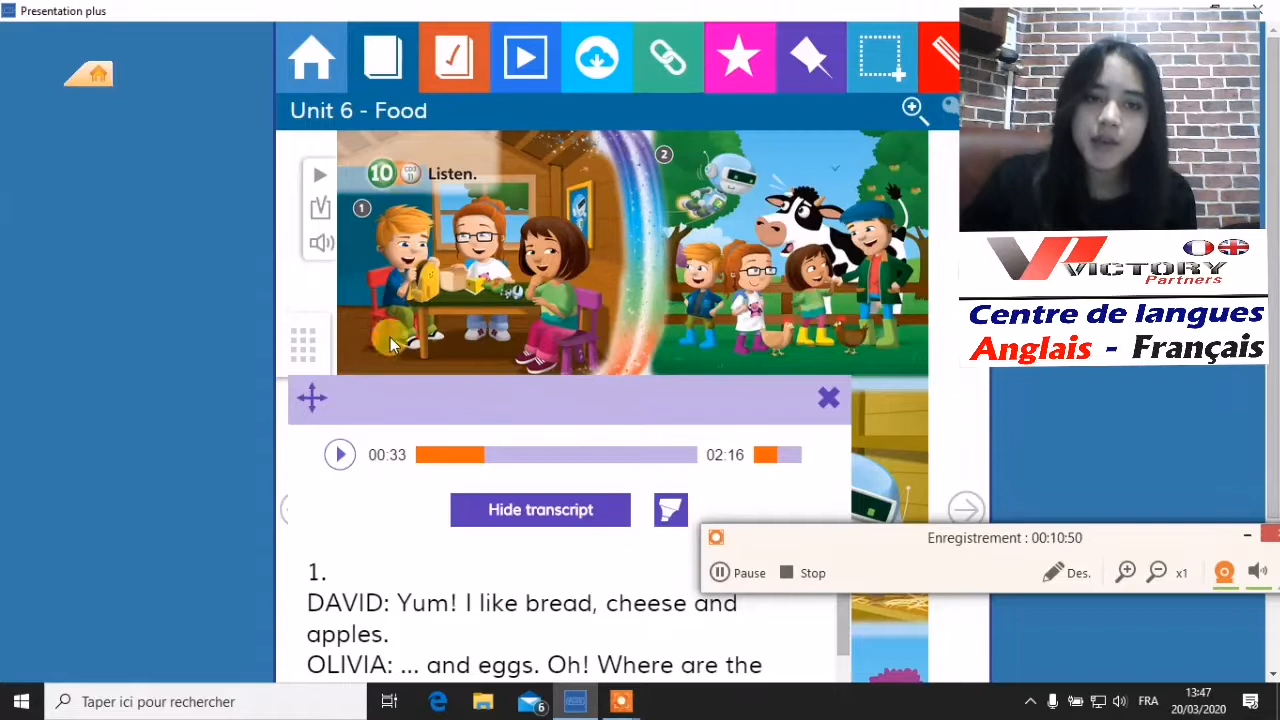 Presentation plus
Unit 6 - Food
10 Listen.
1
2
VP VICTORY
Partners
Centre de langues
Anglais - Français
00:33
02:16
Hide transcript
Enregistrement : 00:10:50
Pause
Stop
Des.
x1
1.
DAVID: Yum! I like bread, cheese and
apples.
OLIVIA: ... and eggs. Oh! Where are the
Taper ici pour rechercher
6
FRA
13:47
20/03/2020